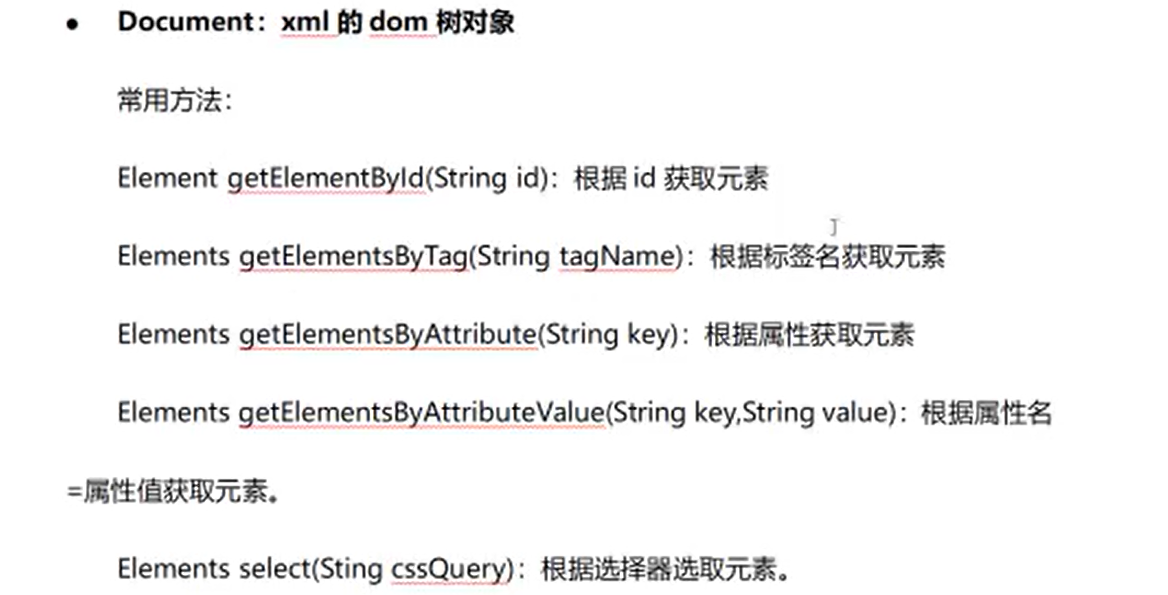 ● Document：xml 的 dom 树对象
常用方法：
Element getElementById(String id)：根据 id 获取元素
Elements getElementsByTag(String tagName)：根据标签名获取元素
Elements getElementsByAttribute(String key)：根据属性获取元素
Elements getElementsByAttributeValue(String key,String value)：根据属性名
=属性值获取元素。
Elements select(Sting cssQuery)：根据选择器选取元素。